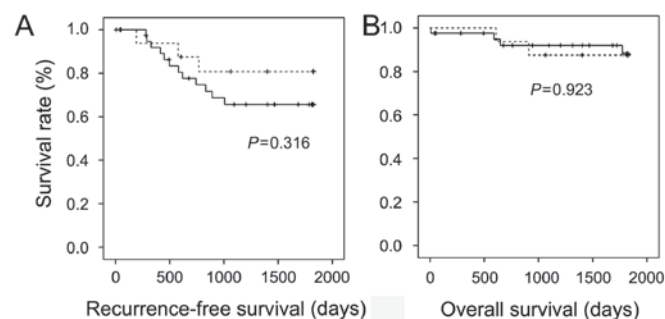 A
B
Survival rate (%)
1.0
0.8
0.6
0.4
0.2
0.0
P=0.316
0 500 1000 1500 2000
Recurrence-free survival (days)
1.0
0.8
0.6
0.4
0.2
0.0
P=0.923
0 500 1000 1500 2000
Overall survival (days)